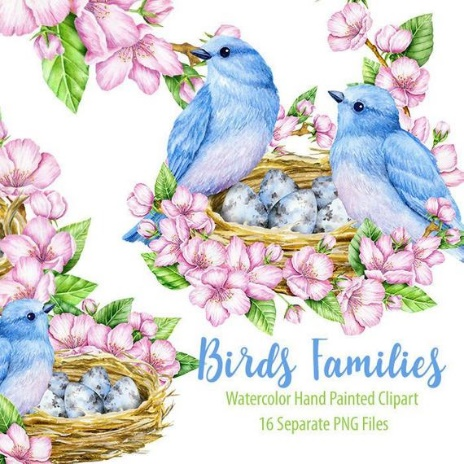 Birds Families
Watercolor Hand Painted Clipart
16 Separate PNG Files